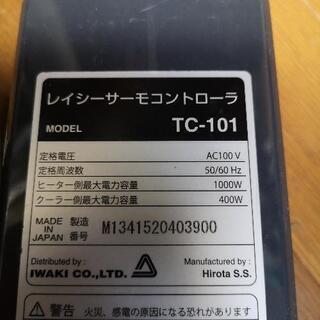 レイシーサーモコントローラ
MODEL TC-101
定格電圧 AC100 V
定格周波数 50/60 Hz
ヒーター側最大電力容量 1000W
クーラー側最大電力容量 400W
MADE IN JAPAN 製造番号 M1341520403900
Distributed by : Manufactured by :
IWAKI CO.,LTD. Hirota S.S.
警告 火災、感電の原因になる恐れがあります